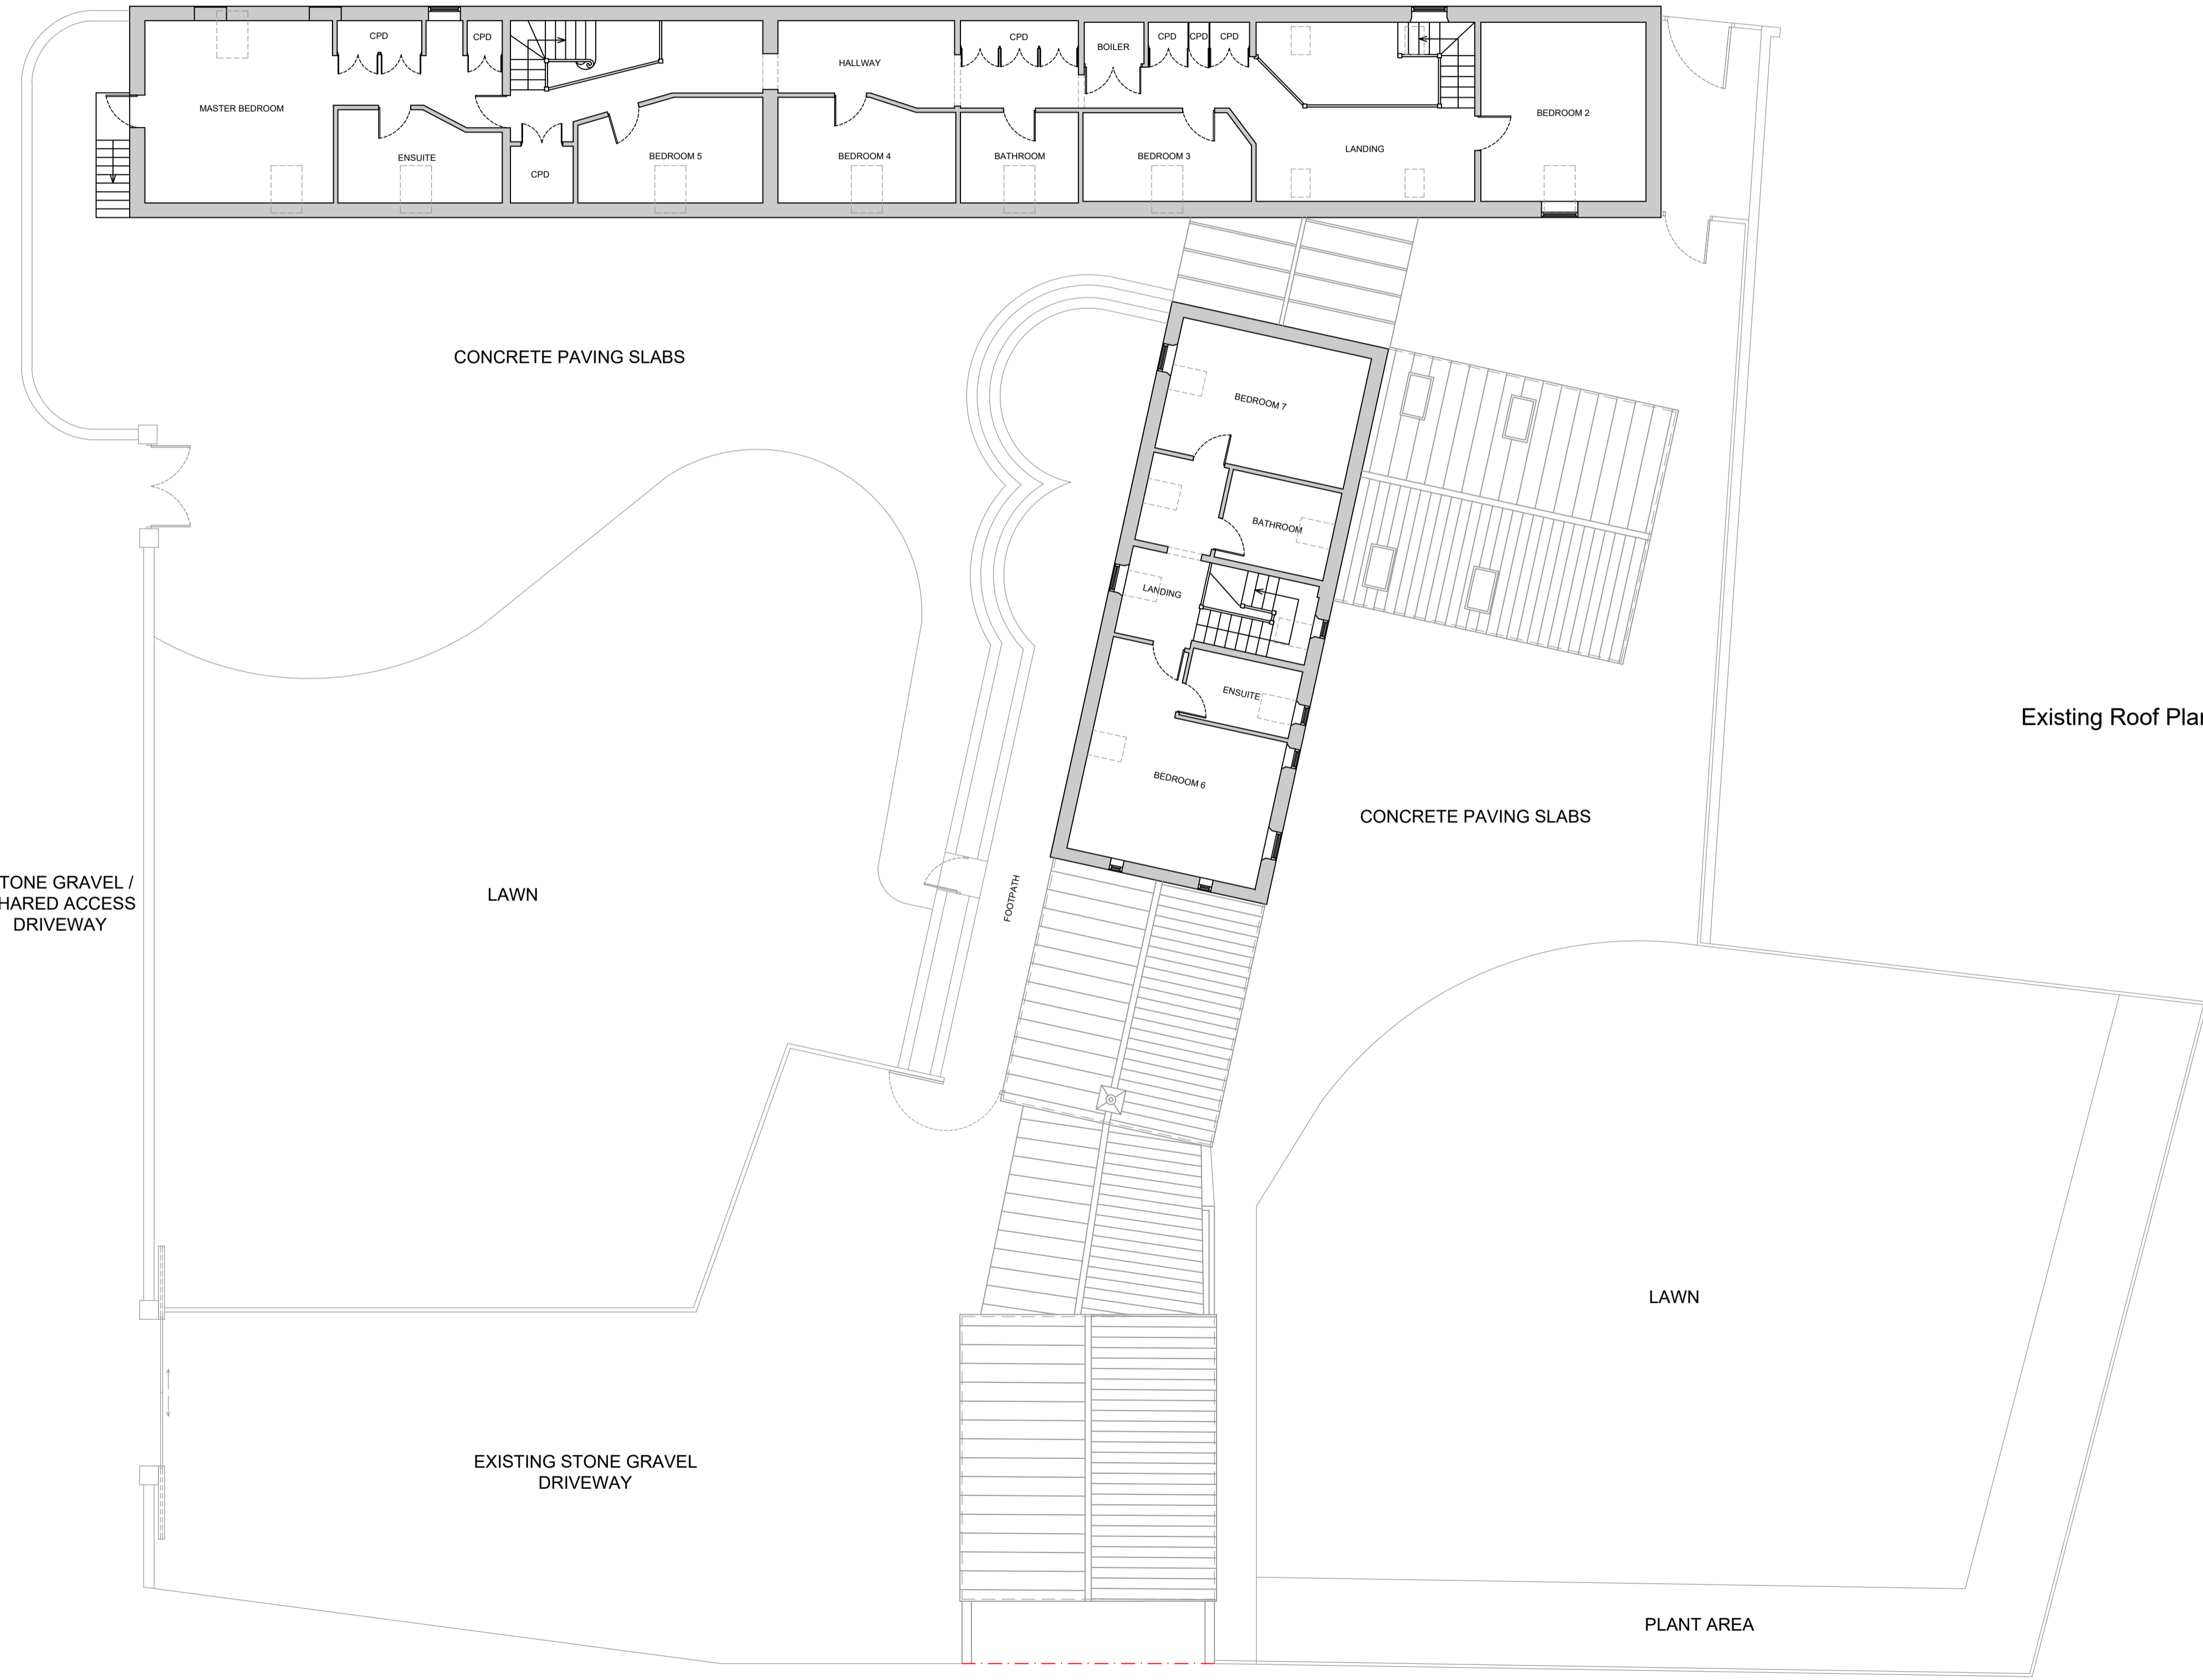 CPD
CPD
CPD
BOILER
CPD
CPD
CPD
HALLWAY
MASTER BEDROOM
BEDROOM 2
ENSUITE
CPD
BEDROOM 5
BEDROOM 4
BATHROOM
BEDROOM 3
LANDING
CONCRETE PAVING SLABS
BEDROOM 7
BATHROOM
LANDING
ENSUITE
BEDROOM 6
Existing Roof Plan
CONCRETE PAVING SLABS
TONE GRAVEL /
HARED ACCESS
DRIVEWAY
LAWN
FOOTPATH
LAWN
EXISTING STONE GRAVEL
DRIVEWAY
PLANT AREA